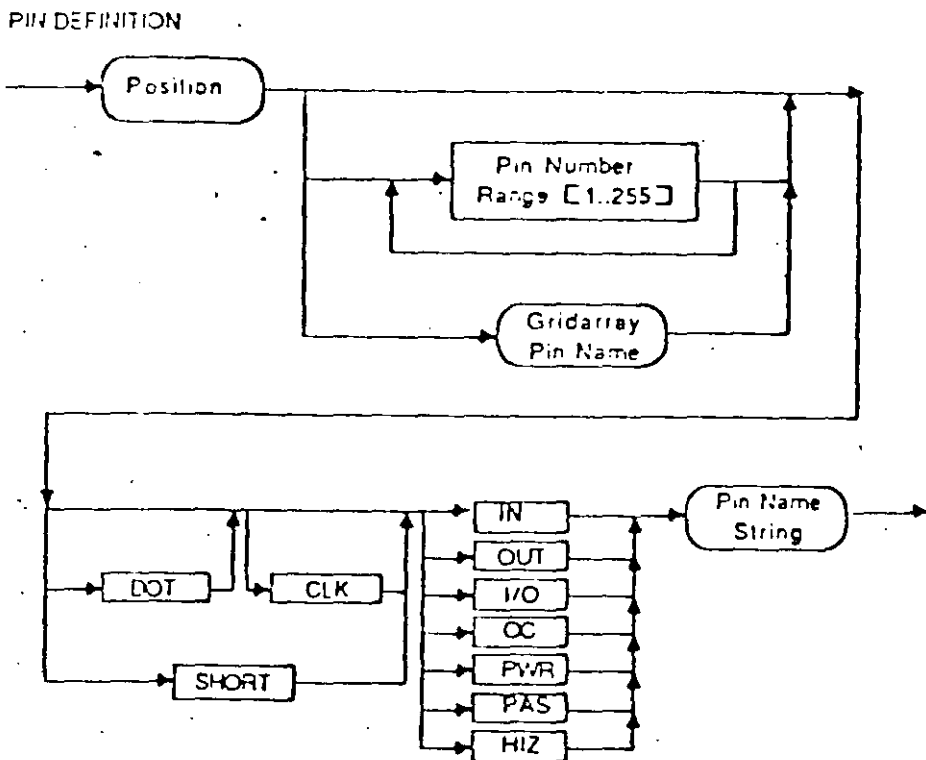 PIN DEFINITION
Position
Pin Number
Range [1..255]
Gridarray
Pin Name
IN
Pin Name
String
OUT
DOT
CLK
I/O
OC
SHORT
PWR
PAS
HIZ